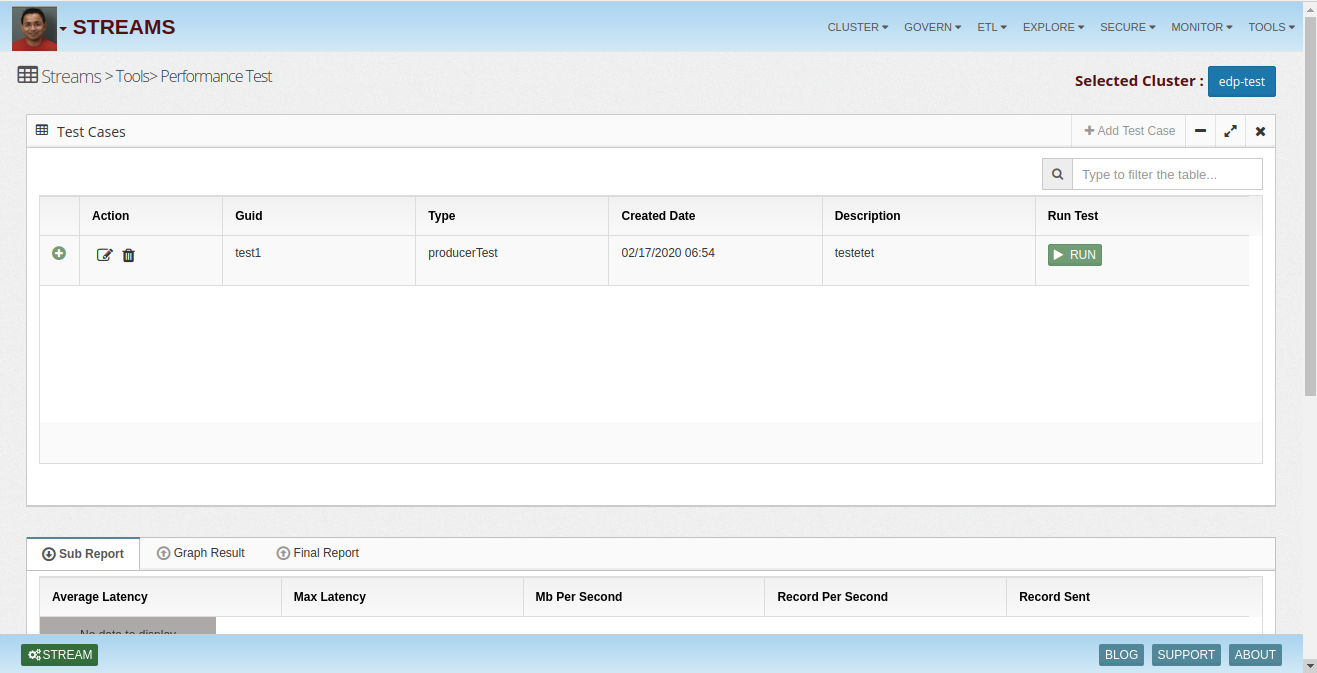 STREAMS
CLUSTER GOVERN ETL EXPLORE SECURE MONITOR TOOLS
Streams > Tools> Performance Test
Selected Cluster : edp-test
Test Cases
Add Test Case
Type to filter the table...
Action Guid Type Created Date Description Run Test
test1 producerTest 02/17/2020 06:54 testetet RUN
Sub Report Graph Result Final Report
Average Latency Max Latency Mb Per Second Record Per Second Record Sent
No data to display
STREAM BLOG SUPPORT ABOUT